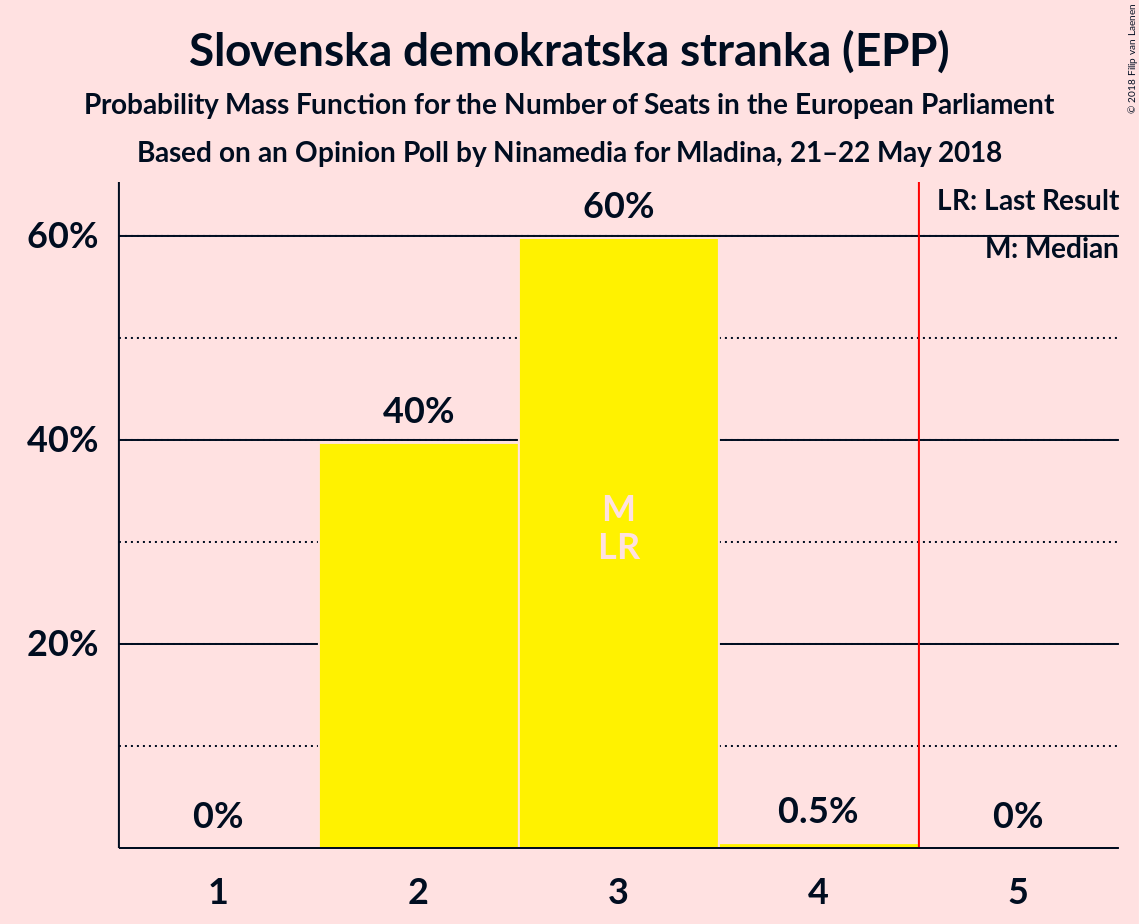 Slovenska demokratska stranka (EPP)
Probability Mass Function for the Number of Seats in the European Parliament
Based on an Opinion Poll by Ninamedia for Mladina, 21–22 May 2018
© 2018 Filip van Laenen
LR: Last Result
M: Median
60%
40%
20%
0%
40%
60%
0.5%
0%
M
LR
1
2
3
4
5